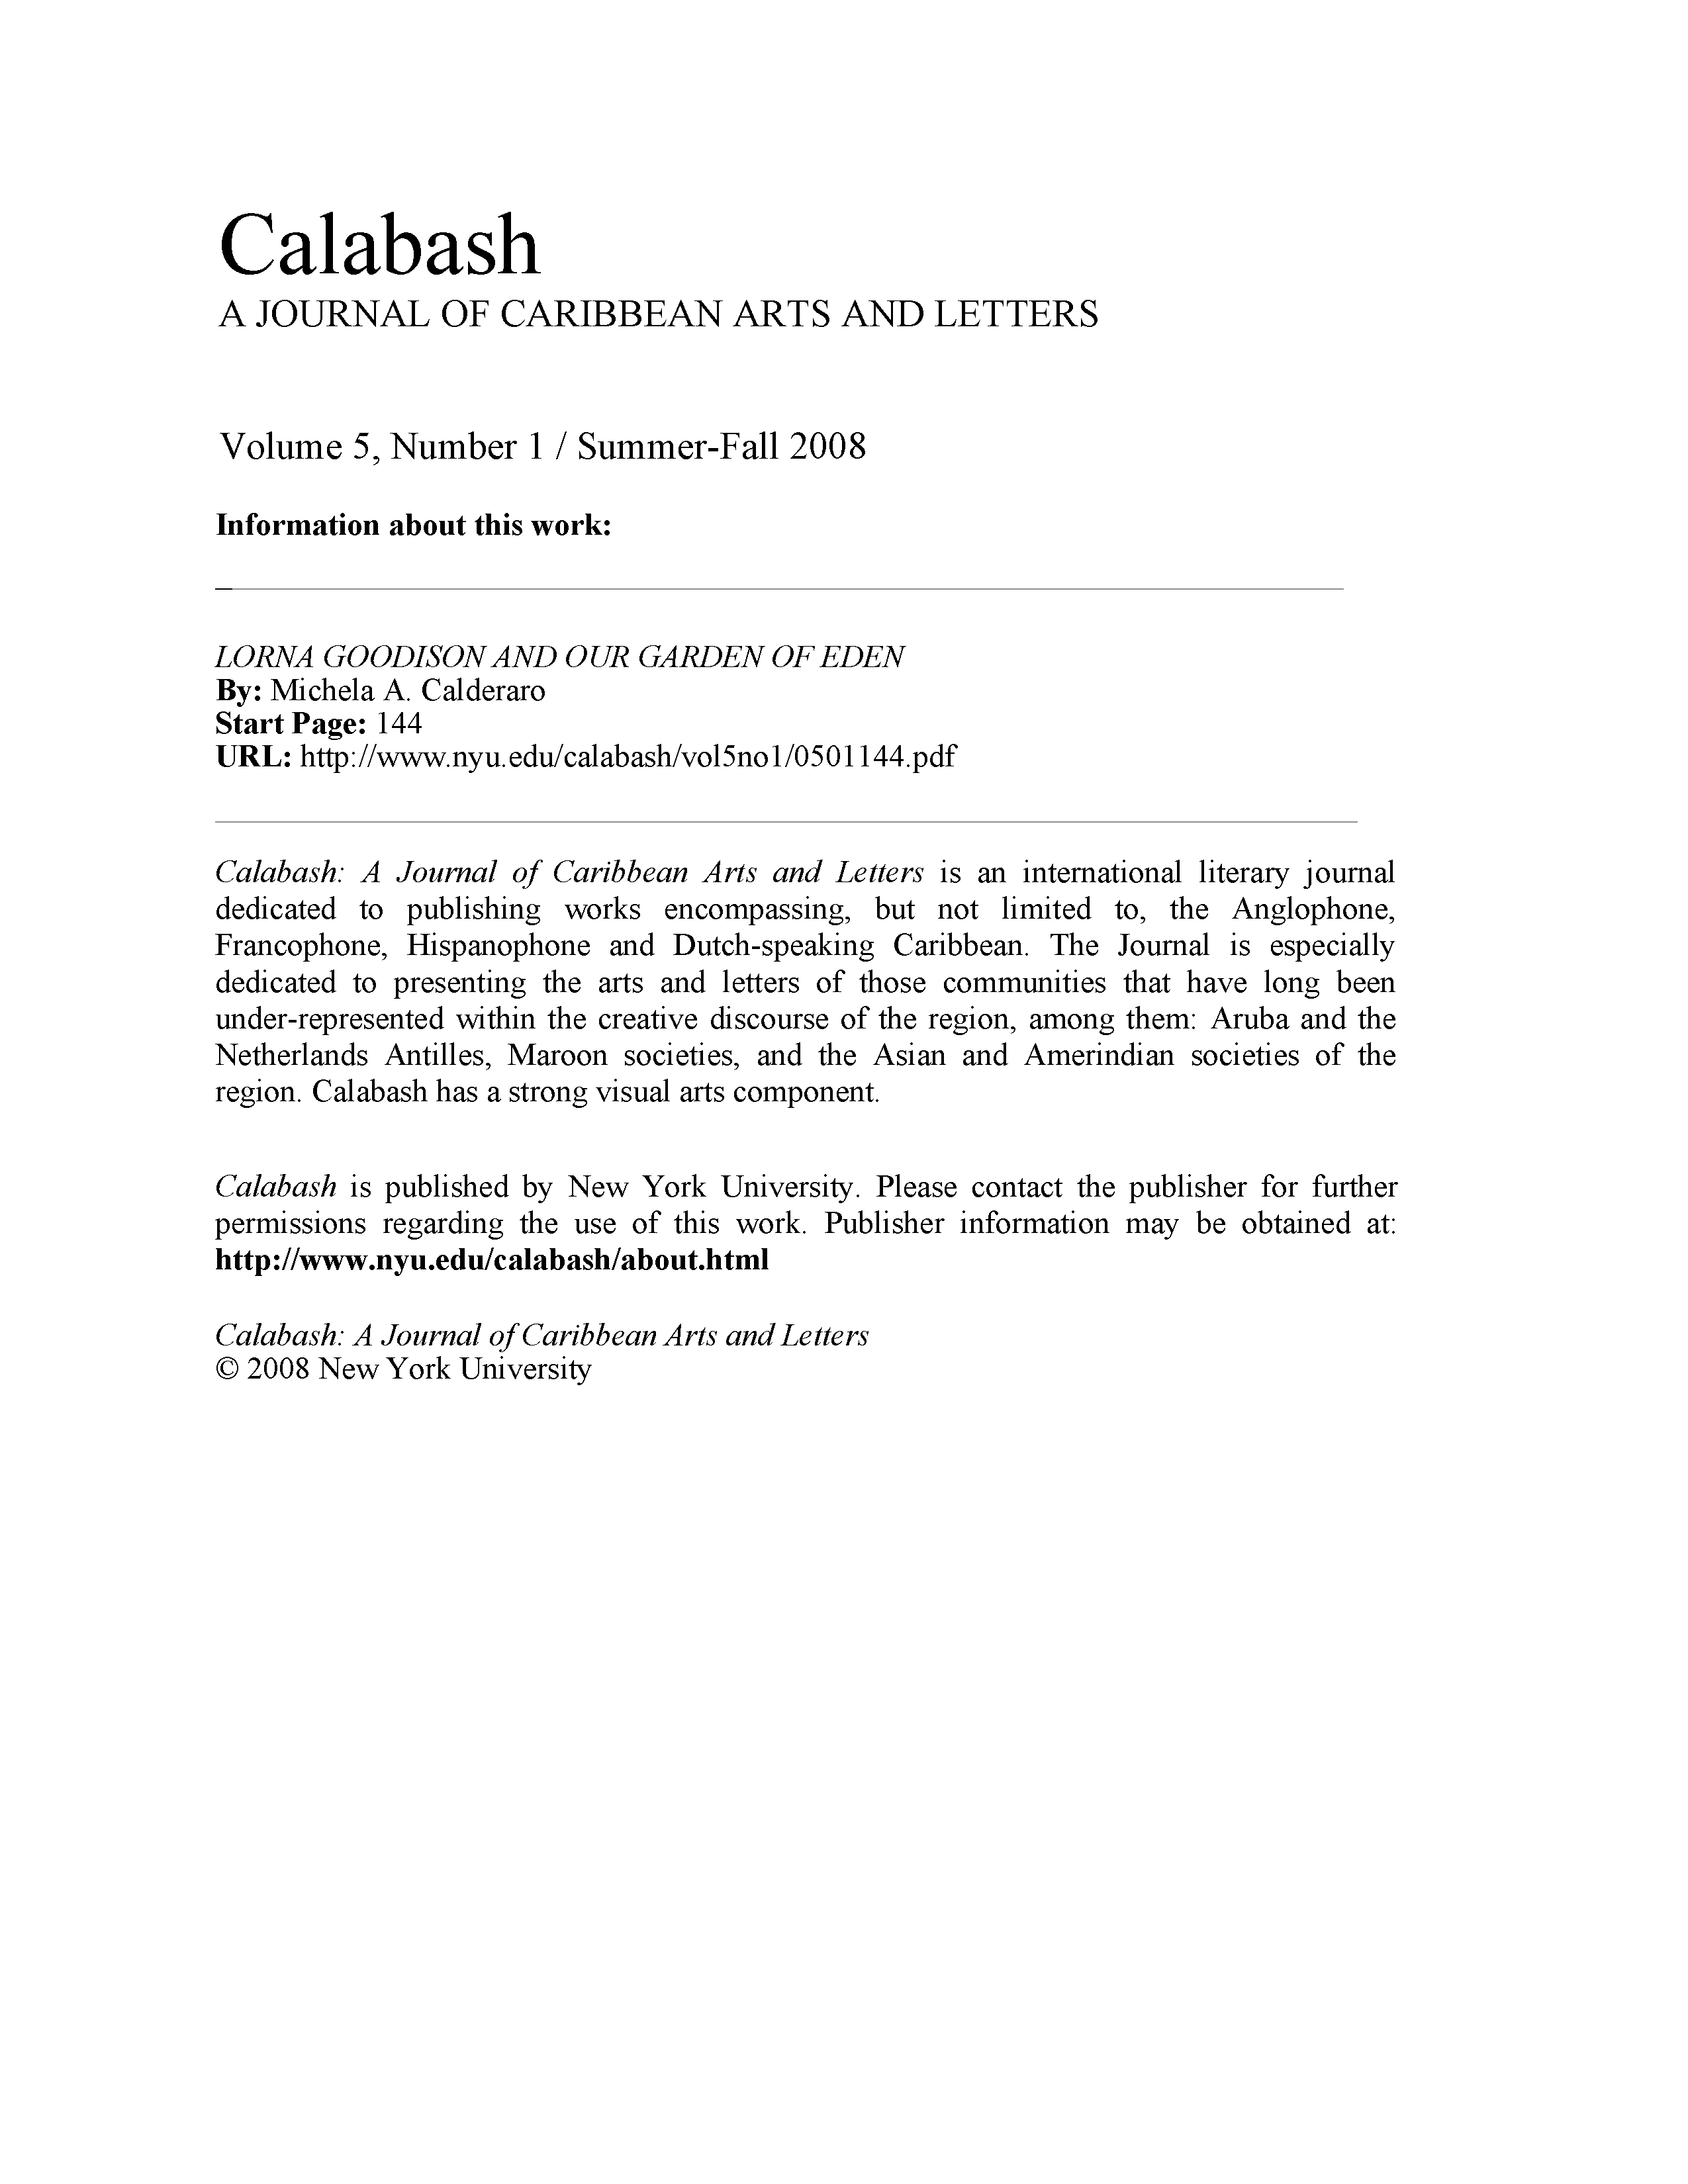 Calabash
A JOURNAL OF CARIBBEAN ARTS AND LETTERS
Volume 5, Number 1 / Summer-Fall 2008
Information about this work:
LORNA GOODISON AND OUR GARDEN OF EDEN
By: Michela A. Calderaro
Start Page: 144
URL: http://www.nyu.edu/calabash/vol5no1/0501144.pdf
Calabash: A Journal of Caribbean Arts and Letters is an international literary journal
dedicated to publishing works encompassing, but not limited to, the Anglophone,
Francophone, Hispanophone and Dutch-speaking Caribbean. The Journal is especially
dedicated to presenting the arts and letters of those communities that have long been
under-represented within the creative discourse of the region, among them: Aruba and the
Netherlands Antilles, Maroon societies, and the Asian and Amerindian societies of the
region. Calabash has a strong visual arts component.
Calabash is published by New York University. Please contact the publisher for further
permissions regarding the use of this work. Publisher information may be obtained at:
http://www.nyu.edu/calabash/about.html
Calabash: A Journal of Caribbean Arts and Letters
© 2008 New York University